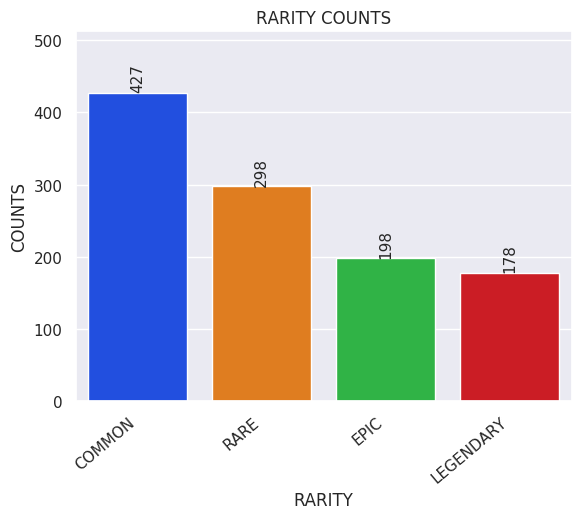 RARITY COUNTS
500
400
300
200
100
0
COUNTS
427
298
198
178
COMMON
RARE
EPIC
LEGENDARY
RARITY